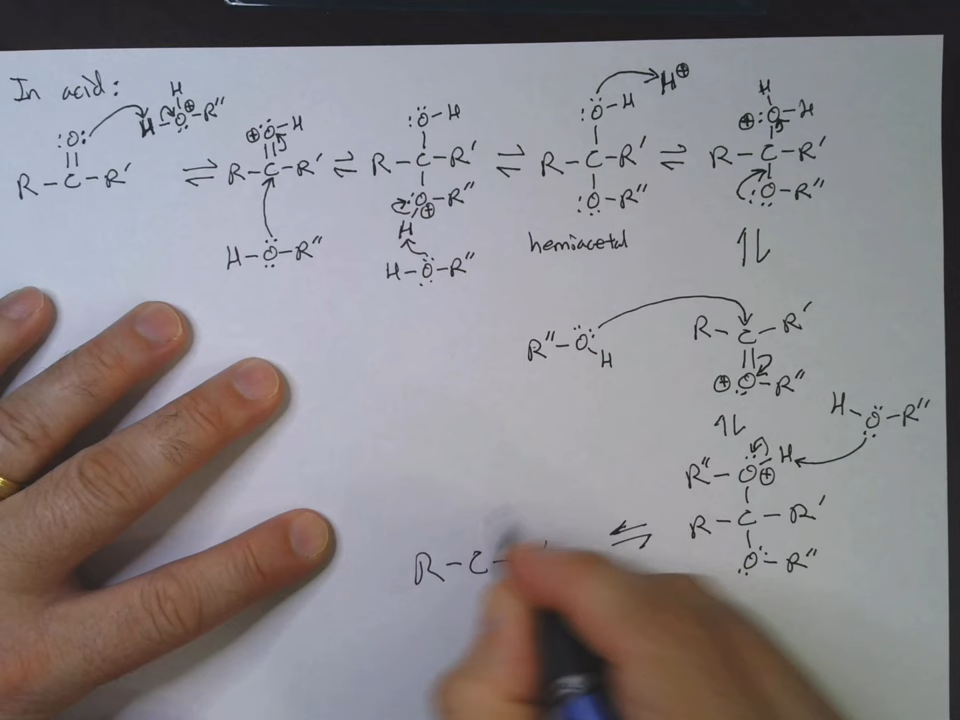 In acid:
:O:
R-C-R'
H
H-O⊕-R"
⊕:O-H
R-C-R'
H-O-R"
:O-H
R-C-R'
:O-R"
⊕
H
H-O-R"
:O-H
H⊕
R-C-R'
:O-R"
hemiacetal
H
⊕:O-H
R-C-R'
:O-R"
R"-O:
H
R-C-R'
⊕:O-R"
H-O-R"
R"-O-H
⊕
R-C-R'
:O-R"
R-C-